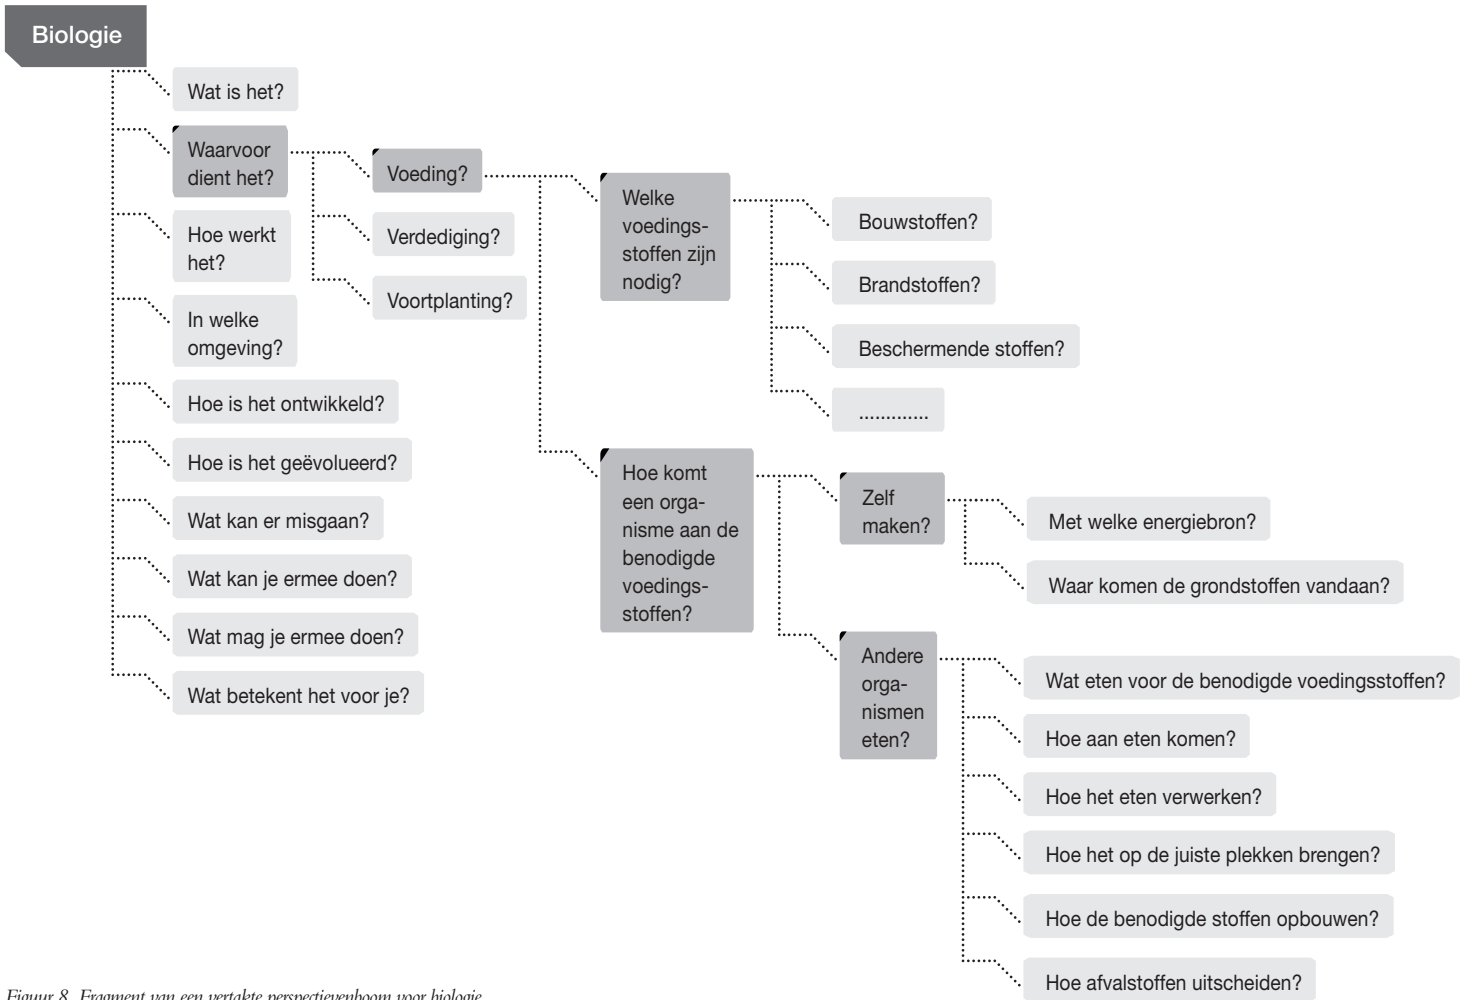 Biologie
Wat is het?
Waarvoor
dient het?
Hoe werkt
het?
In welke
omgeving?
Hoe is het ontwikkeld?
Hoe is het geëvolueerd?
Wat kan er misgaan?
Wat kan je ermee doen?
Wat mag je ermee doen?
Wat betekent het voor je?
Voeding?
Verdediging?
Voortplanting?
Welke
voedings-
stoffen zijn
nodig?
Bouwstoffen?
Brandstoffen?
Beschermende stoffen?
.............
Hoe komt
een orga-
nisme aan de
benodigde
voedings-
stoffen?
Zelf
maken?
Met welke energiebron?
Waar komen de grondstoffen vandaan?
Andere
orga-
nismen
eten?
Wat eten voor de benodigde voedingsstoffen?
Hoe aan eten komen?
Hoe het eten verwerken?
Hoe het op de juiste plekken brengen?
Hoe de benodigde stoffen opbouwen?
Hoe afvalstoffen uitscheiden?
Figuur 8 Fragment van een vertakte perspectievenboom voor biologie